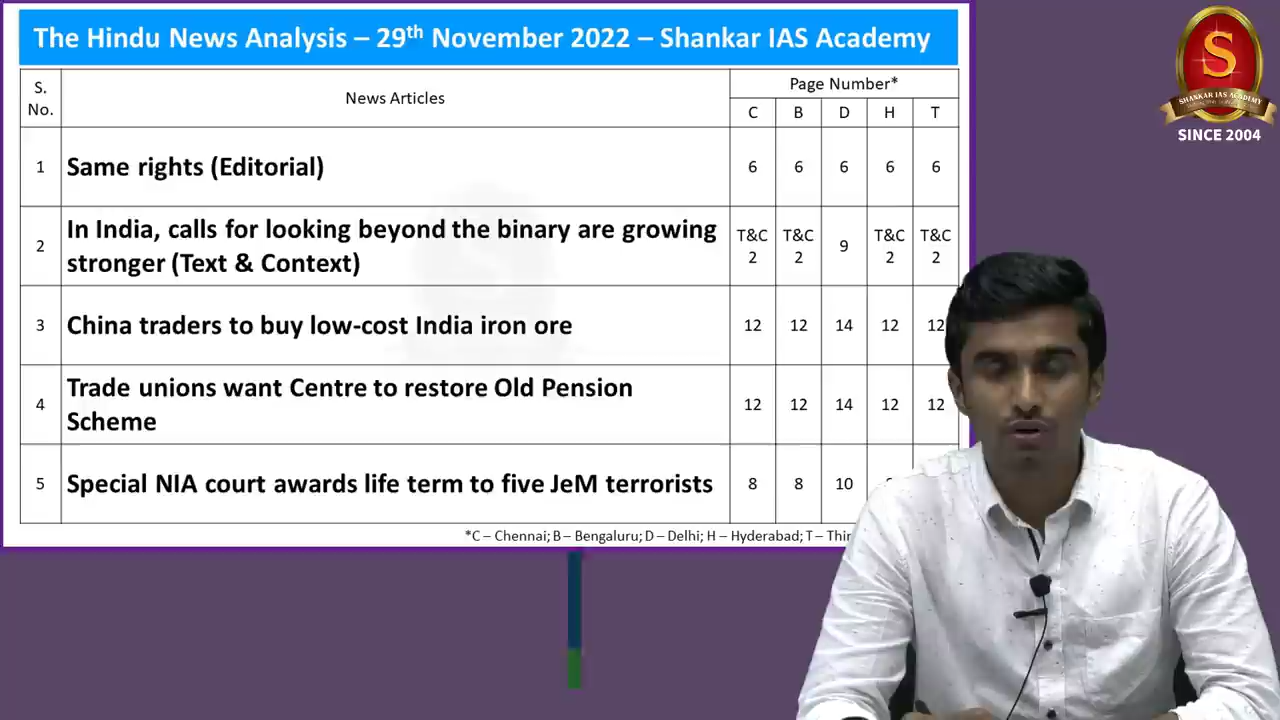 The Hindu News Analysis – 29th November 2022 – Shankar IAS Academy
S. No.
News Articles
Page Number*
C B D H T
1 Same rights (Editorial) 6 6 6 6 6
2 In India, calls for looking beyond the binary are growing stronger (Text & Context) T&C 2 T&C 2 9 T&C 2 T&C 2
3 China traders to buy low-cost India iron ore 12 12 14 12 12
4 Trade unions want Centre to restore Old Pension Scheme 12 12 14 12 12
5 Special NIA court awards life term to five JeM terrorists 8 8 10
*C – Chennai; B – Bengaluru; D – Delhi; H – Hyderabad; T –
S
SHANKAR IAS ACADEMY
SINCE 2004